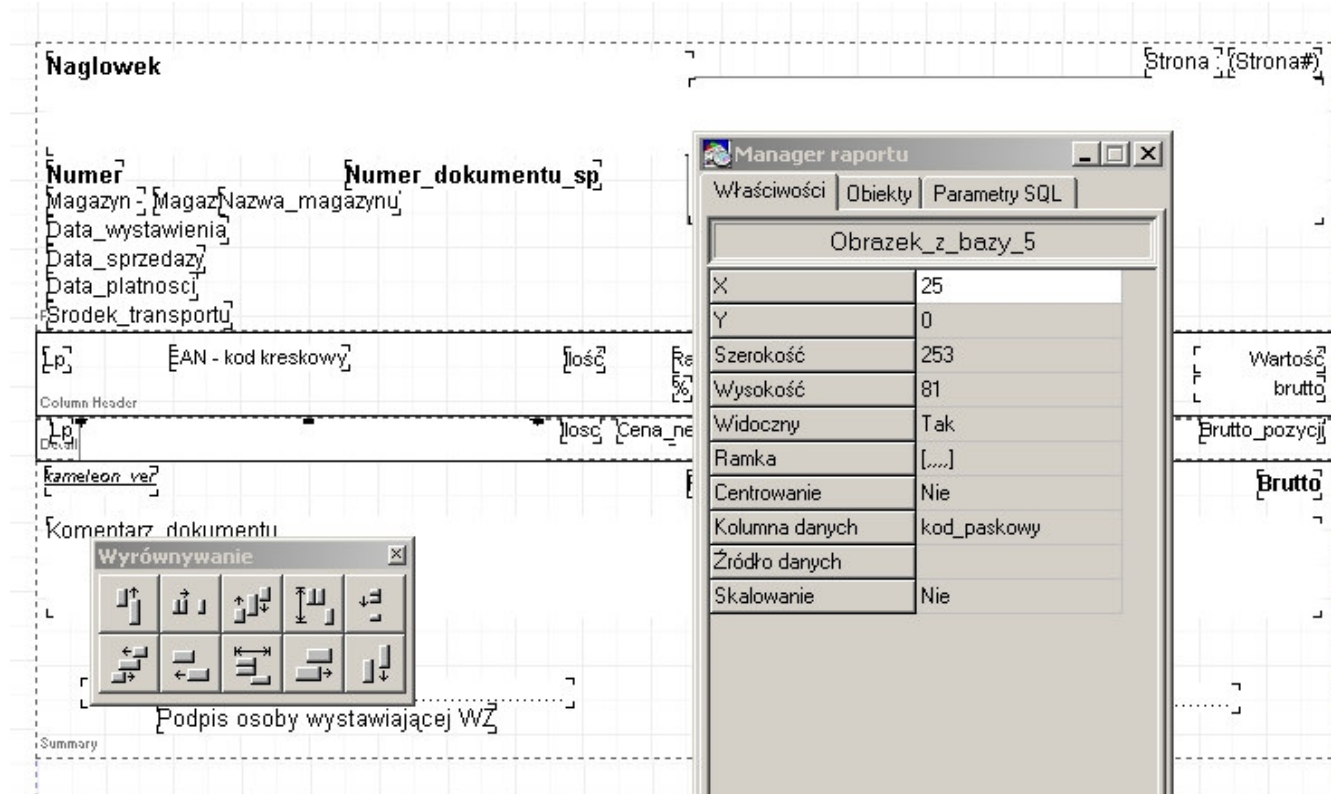 Naglowek
Strona : (Strona#)
Numer Numer_dokumentu_sp
Magazyn - Magaz Nazwa_magazynu
Data_wystawienia
Data_sprzedazy
Data_platnosci
Srodek_transportu
Lp EAN - kod kreskowy Ilość Ra Wartość
% brutto
Column Header
Lp Ilosc Cena_ne Brutto_pozycji
Detail
kameleon_ver Brutto
Komentarz_dokumentu
Podpis osoby wystawiającej WZ
Summary
Manager raportu
Właściwości Obiekty Parametry SQL
Obrazek_z_bazy_5
X 25
Y 0
Szerokość 253
Wysokość 81
Widoczny Tak
Ramka [,,,,]
Centrowanie Nie
Kolumna danych kod_paskowy
Źródło danych
Skalowanie Nie
Wyrównywanie